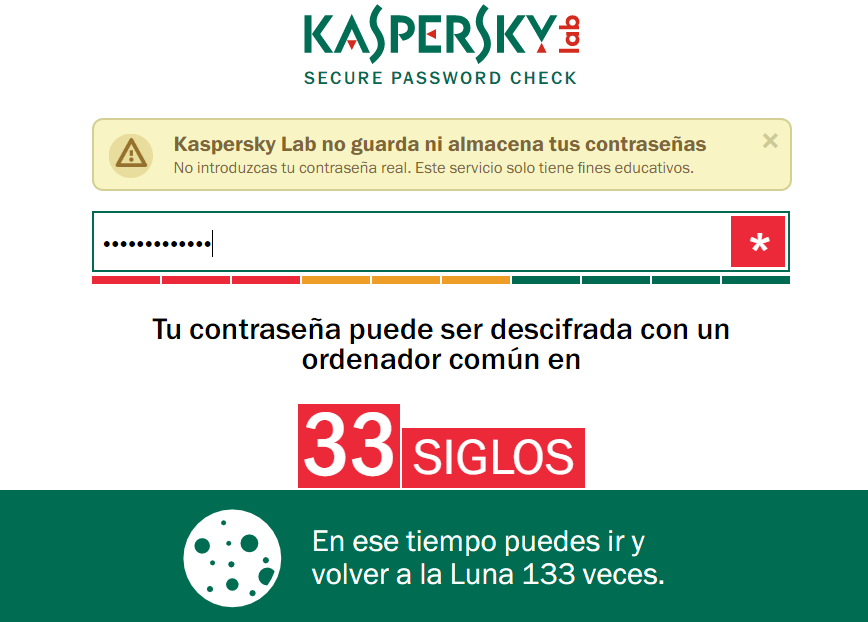 KASPERSKY lab
SECURE PASSWORD CHECK
Kaspersky Lab no guarda ni almacena tus contraseñas
No introduzcas tu contraseña real. Este servicio solo tiene fines educativos.
•••••••••••••
*
Tu contraseña puede ser descifrada con un
ordenador común en
33 SIGLOS
En ese tiempo puedes ir y
volver a la Luna 133 veces.